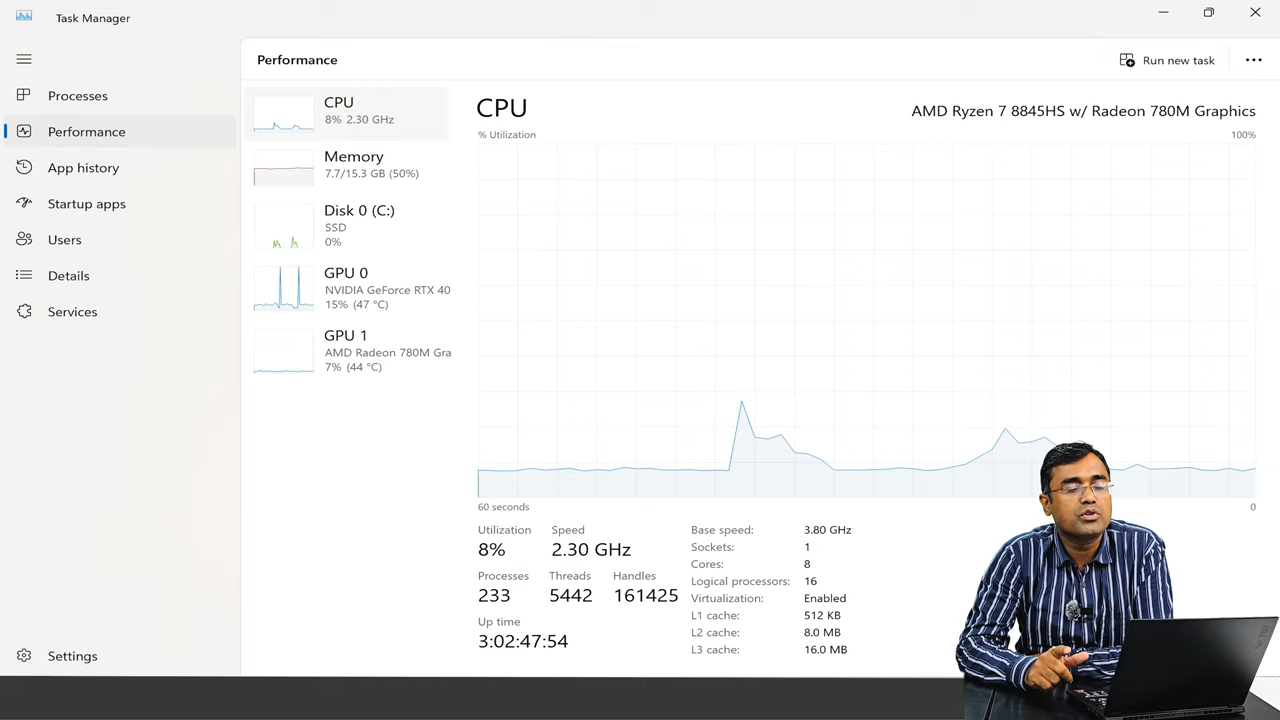 Task Manager
Performance
Run new task
Processes
Performance
App history
Startup apps
Users
Details
Services
Settings
CPU
8% 2.30 GHz
Memory
7.7/15.3 GB (50%)
Disk 0 (C:)
SSD
0%
GPU 0
NVIDIA GeForce RTX 40
15% (47 °C)
GPU 1
AMD Radeon 780M Gra
7% (44 °C)
CPU
AMD Ryzen 7 8845HS w/ Radeon 780M Graphics
% Utilization 100%
60 seconds 0
Utilization Speed
8% 2.30 GHz
Processes Threads Handles
233 5442 161425
Up time
3:02:47:54
Base speed: 3.80 GHz
Sockets: 1
Cores: 8
Logical processors: 16
Virtualization: Enabled
L1 cache: 512 KB
L2 cache: 8.0 MB
L3 cache: 16.0 MB